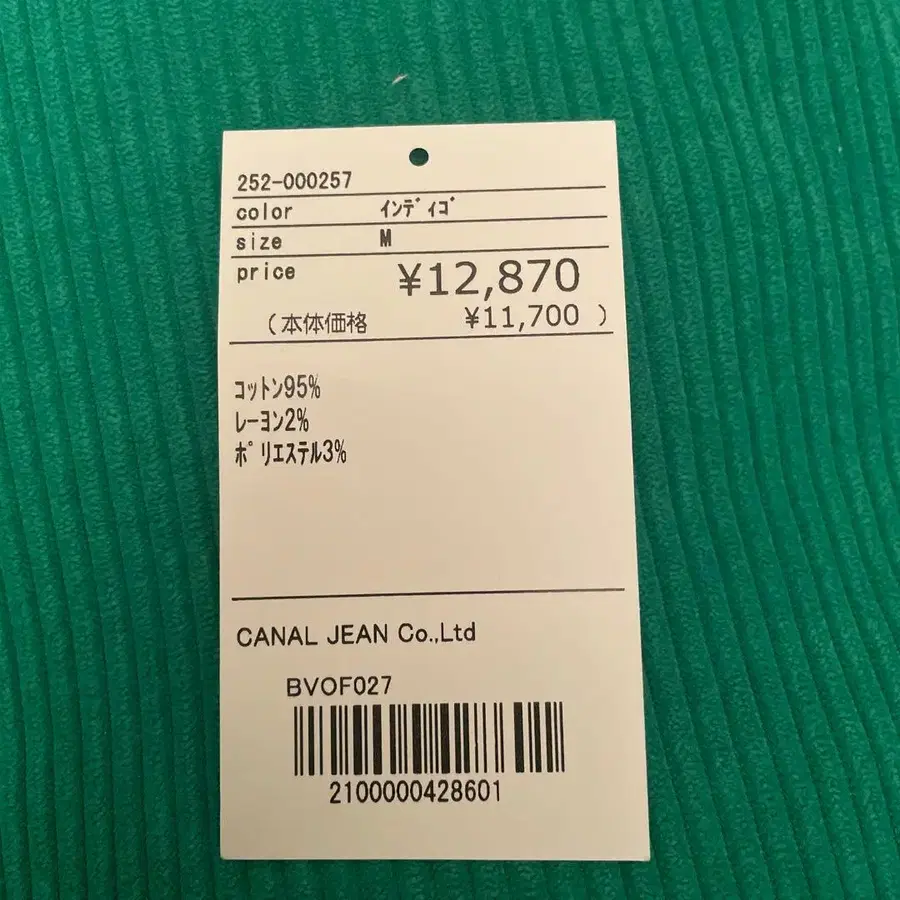 252-000257
color インディゴ
size M
price ¥12,870
(本体価格 ¥11,700 )
コットン95%
レーヨン2%
ポリエステル3%
CANAL JEAN Co.,Ltd
BVOF027
2100000428601